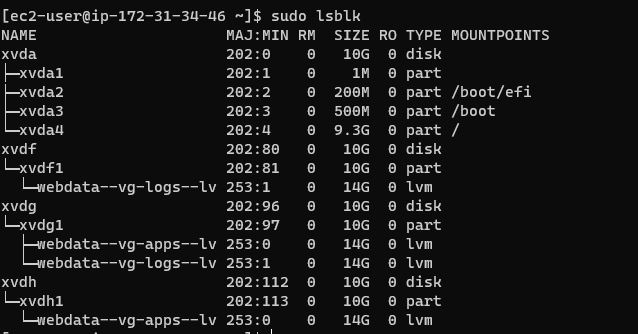 [ec2-user@ip-172-31-34-46 ~]$ sudo lsblk
NAME                        MAJ:MIN RM  SIZE RO TYPE MOUNTPOINTS
xvda                        202:0    0   10G  0 disk
├─xvda1                     202:1    0    1M  0 part
├─xvda2                     202:2    0  200M  0 part /boot/efi
├─xvda3                     202:3    0  500M  0 part /boot
└─xvda4                     202:4    0  9.3G  0 part /
xvdf                        202:80   0   10G  0 disk
└─xvdf1                     202:81   0   10G  0 part
  └─webdata--vg-logs--lv 253:1    0   14G  0 lvm
xvdg                        202:96   0   10G  0 disk
└─xvdg1                     202:97   0   10G  0 part
  ├─webdata--vg-apps--lv 253:0    0   14G  0 lvm
  └─webdata--vg-logs--lv 253:1    0   14G  0 lvm
xvdh                        202:112  0   10G  0 disk
└─xvdh1                     202:113  0   10G  0 part
  └─webdata--vg-apps--lv 253:0    0   14G  0 lvm